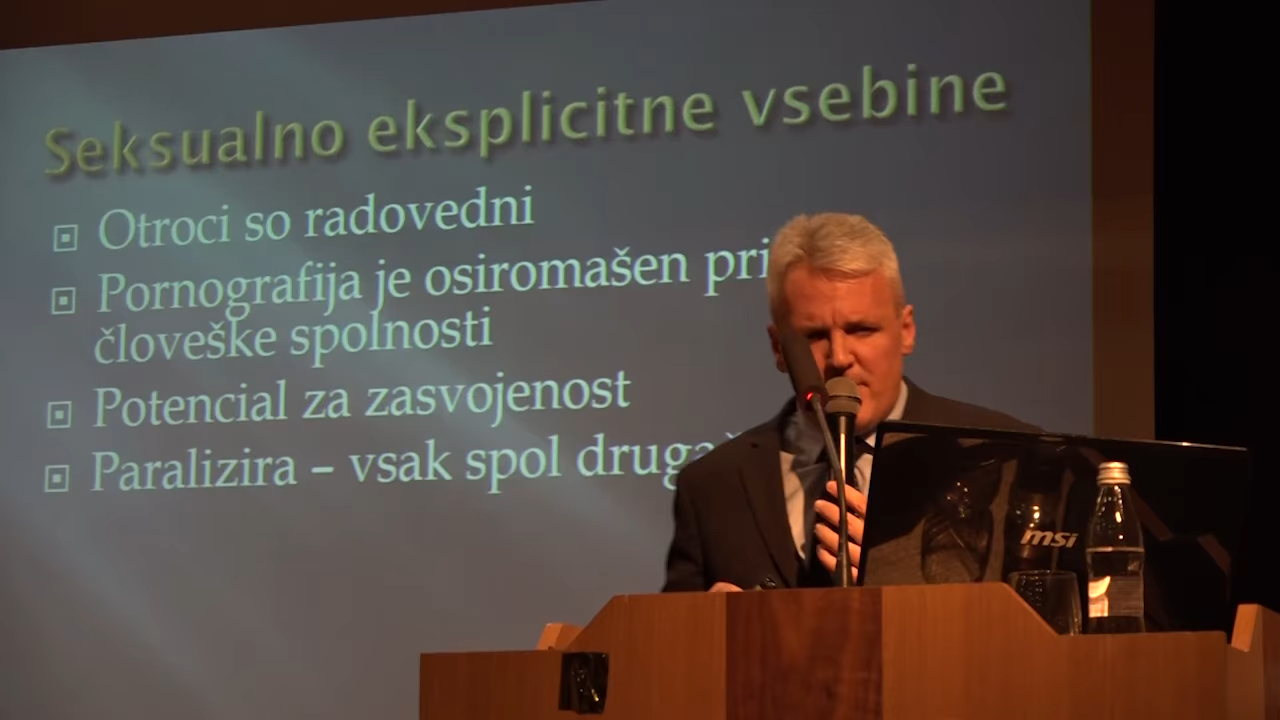 Seksualno eksplicitne vsebine
Otroci so radovedni
Pornografija je osiromašen
človeške spolnosti
Potencial za zasvojenost
Paralizira – vsak spol
msi